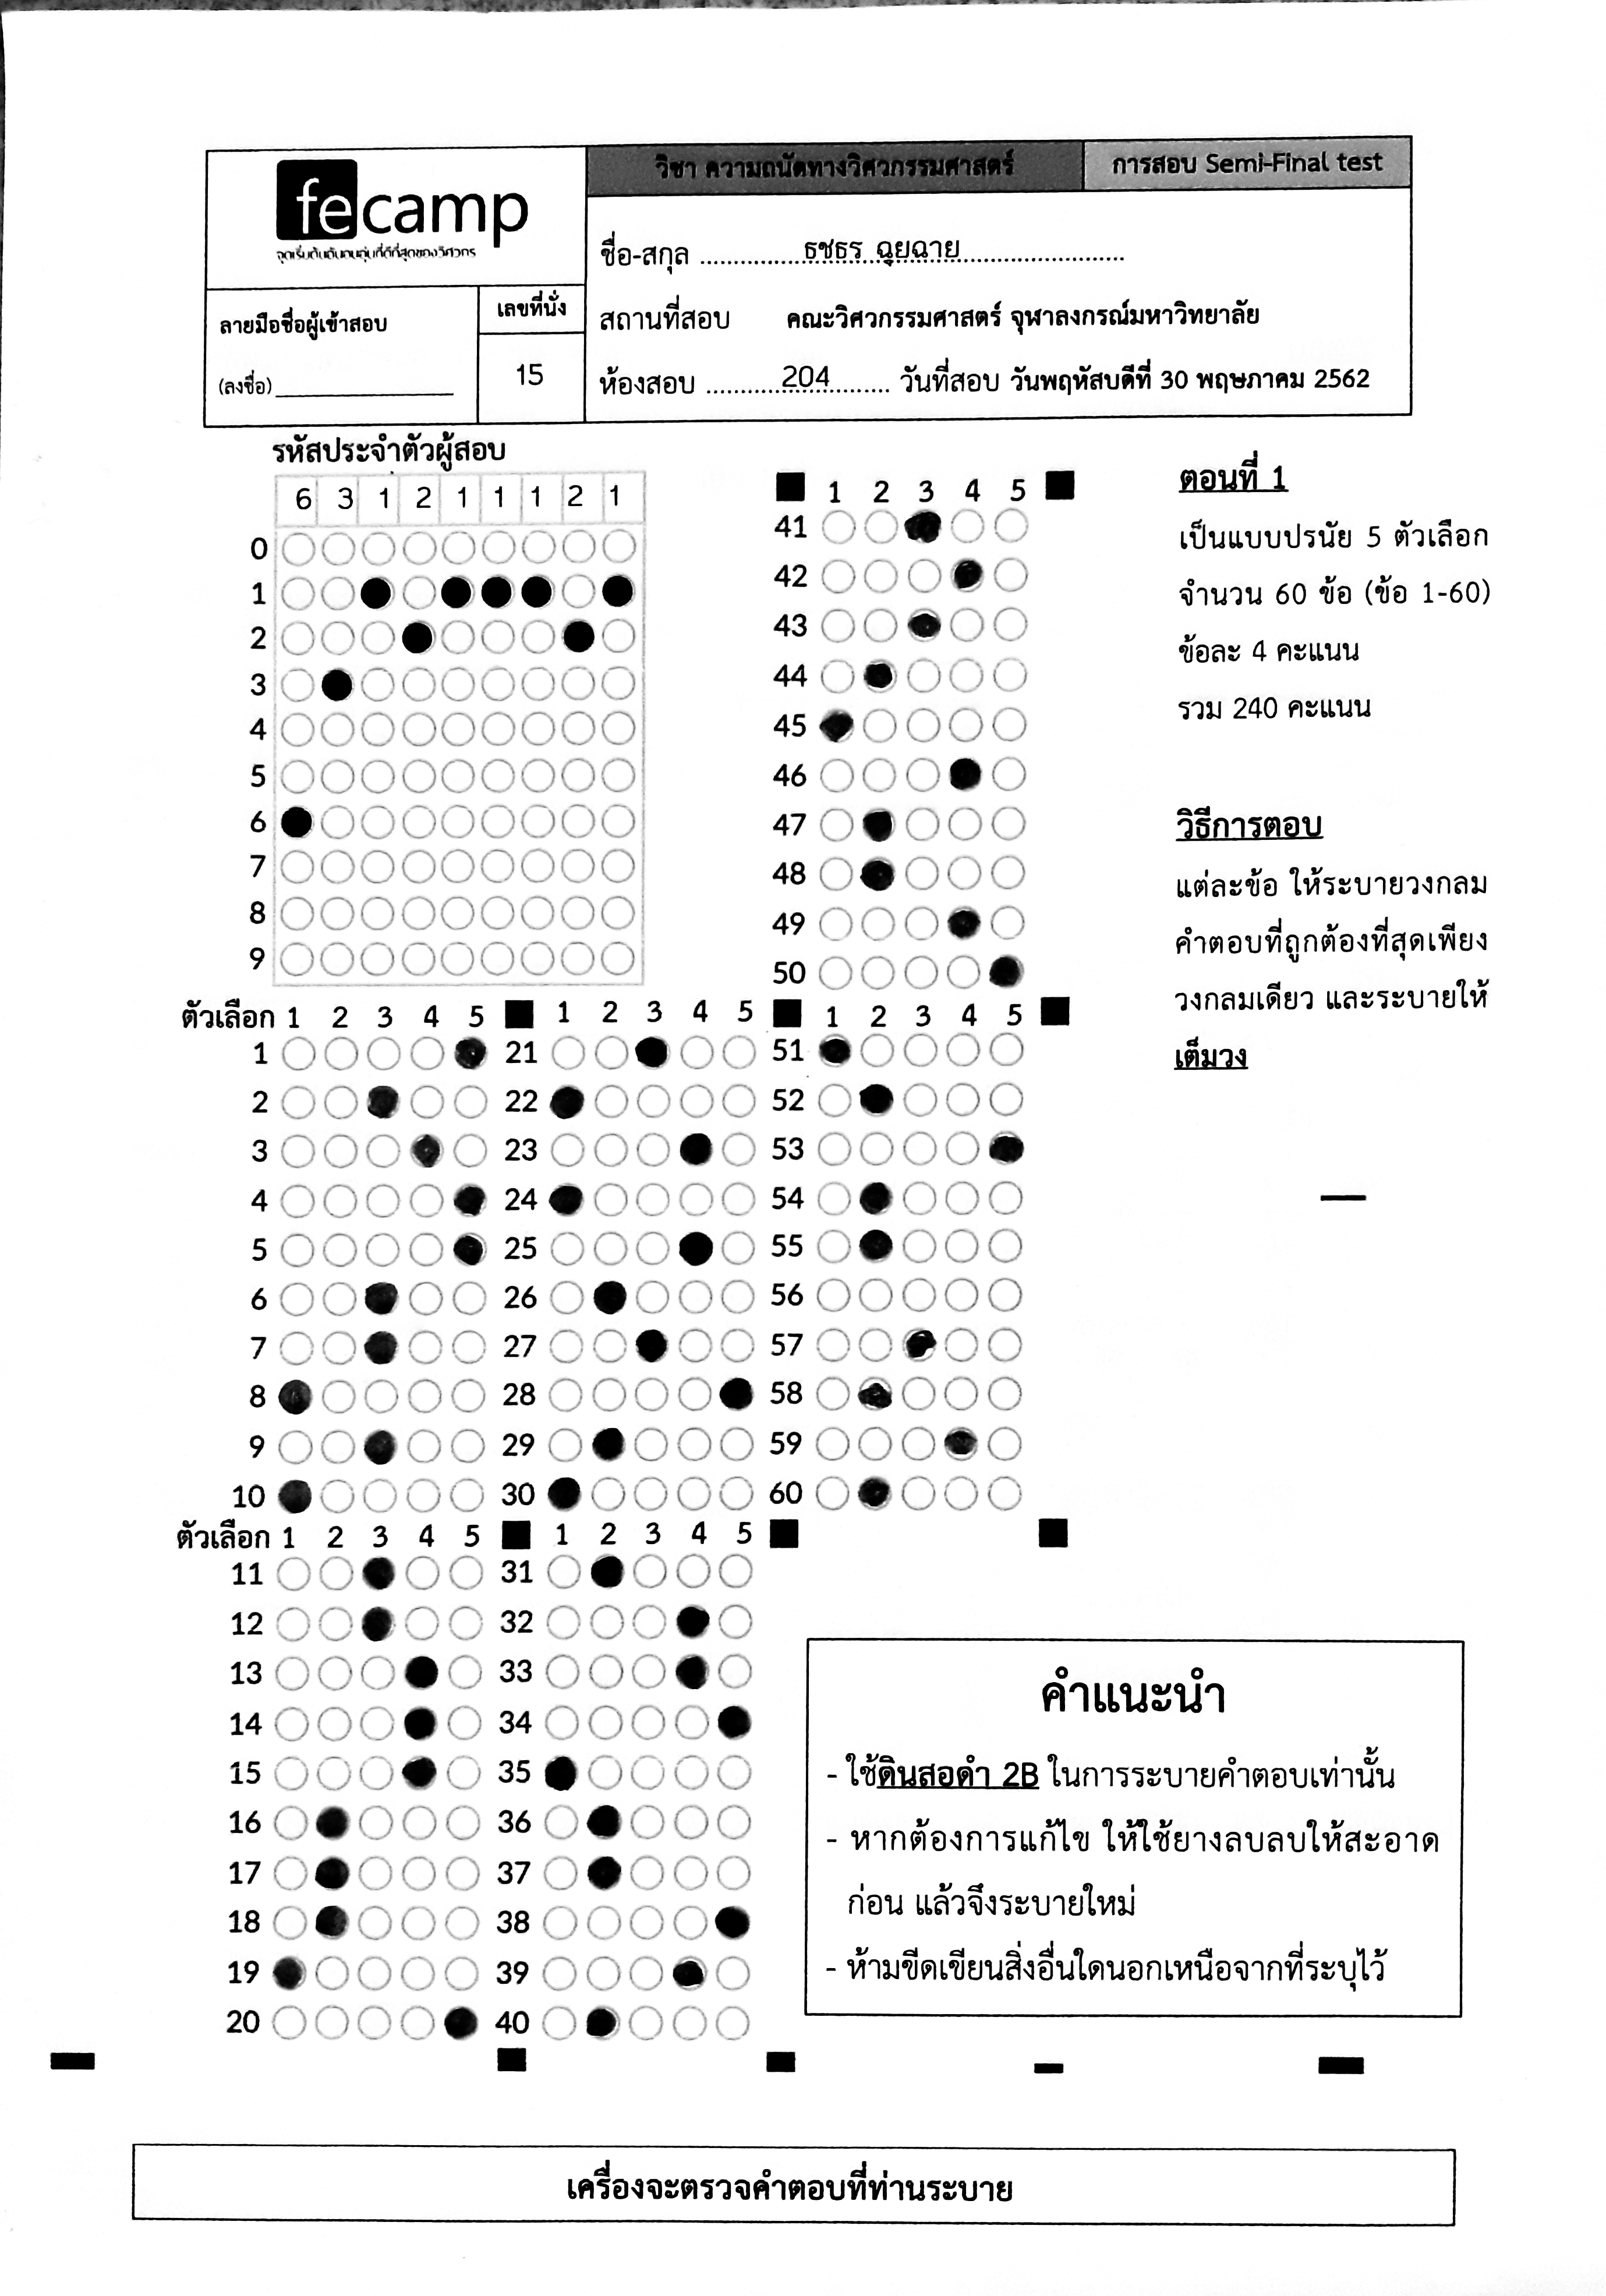 fecamp
จุดเริ่มต้นต้นอนอุ่นที่ดีที่สุดของวิศวกร
วิชา ความถนัดทางวิศวกรรมศาสตร์
การสอบ Semi-Final test
ชื่อ-สกุล ธชธร ฉุยฉาย
ลายมือชื่อผู้เข้าสอบ
เลขที่นั่ง
สถานที่สอบ คณะวิศวกรรมศาสตร์ จุฬาลงกรณ์มหาวิทยาลัย
(ลงชื่อ)
15
ห้องสอบ 204 วันที่สอบ วันพฤหัสบดีที่ 30 พฤษภาคม 2562
รหัสประจำตัวผู้สอบ
6 3 1 2 1 1 1 2 1
0
1
2
3
4
5
6
7
8
9
1 2 3 4 5
41
42
43
44
45
46
47
48
49
50
ตอนที่ 1
เป็นแบบปรนัย 5 ตัวเลือก
จำนวน 60 ข้อ (ข้อ 1-60)
ข้อละ 4 คะแนน
รวม 240 คะแนน
วิธีการตอบ
แต่ละข้อ ให้ระบายวงกลม
คำตอบที่ถูกต้องที่สุดเพียง
วงกลมเดียว และระบายให้
เต็มวง
ตัวเลือก 1 2 3 4 5 1 2 3 4 5 1 2 3 4 5
1 21 51
2 22 52
3 23 53
4 24 54
5 25 55
6 26 56
7 27 57
8 28 58
9 29 59
10 30 60
ตัวเลือก 1 2 3 4 5 1 2 3 4 5
11 31
12 32
13 33
14 34
15 35
16 36
17 37
18 38
19 39
20 40
คำแนะนำ
- ใช้ดินสอดำ 2B ในการระบายคำตอบเท่านั้น
- หากต้องการแก้ไข ให้ใช้ยางลบลบให้สะอาด
ก่อน แล้วจึงระบายใหม่
- ห้ามขีดเขียนสิ่งอื่นใดนอกเหนือจากที่ระบุไว้
เครื่องจะตรวจคำตอบที่ท่านระบาย